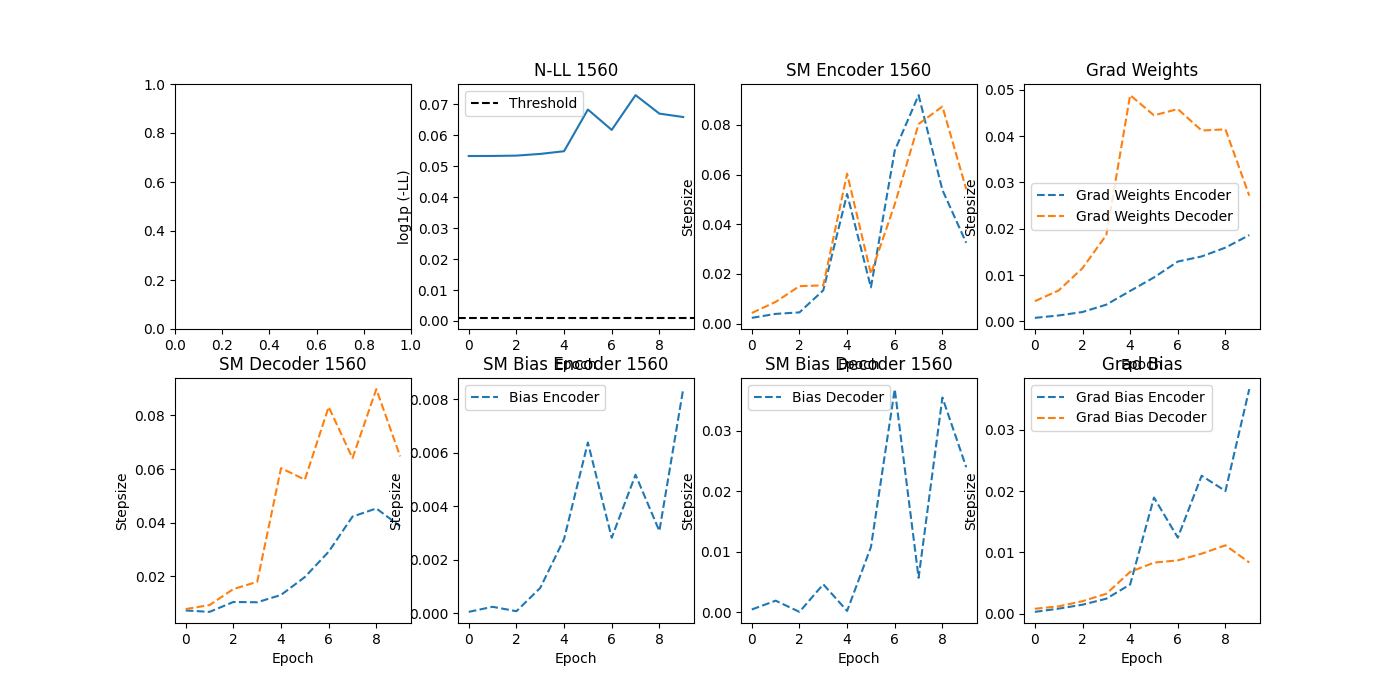 N-LL 1560
SM Encoder 1560
Grad Weights
1.0
0.8
0.6
0.4
0.2
0.0
0.0 0.2 0.4 0.6 0.8 1.0
log1p (-LL)
0.07
0.06
0.05
0.04
0.03
0.02
0.01
0.00
Threshold
0 2 4 6 8
Epoch
Stepsize
0.08
0.06
0.04
0.02
0.00
0 2 4 6 8
Epoch
Stepsize
0.05
0.04
0.03
0.02
0.01
0.00
Grad Weights Encoder
Grad Weights Decoder
0 2 4 6 8
Epoch
SM Decoder 1560
SM Bias Encoder 1560
SM Bias Decoder 1560
Grad Bias
Stepsize
0.08
0.06
0.04
0.02
0 2 4 6 8
Epoch
Stepsize
0.008
0.006
0.004
0.002
0.000
Bias Encoder
0 2 4 6 8
Epoch
Stepsize
0.03
0.02
0.01
0.00
Bias Decoder
0 2 4 6 8
Epoch
Stepsize
0.03
0.02
0.01
0.00
Grad Bias Encoder
Grad Bias Decoder
0 2 4 6 8
Epoch